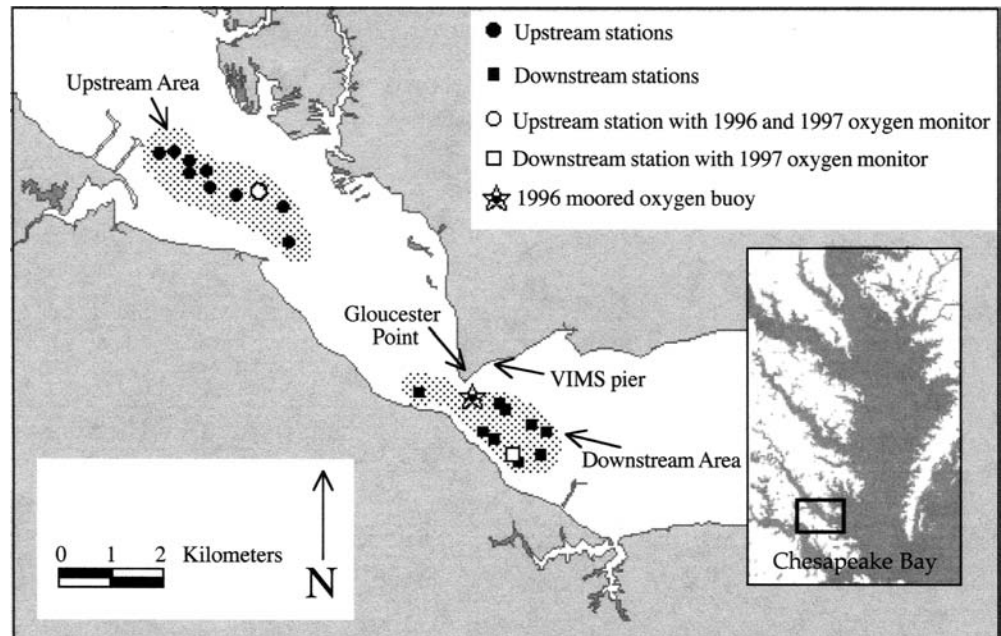 Upstream stations
Downstream stations
Upstream station with 1996 and 1997 oxygen monitor
Downstream station with 1997 oxygen monitor
1996 moored oxygen buoy
Upstream Area
Gloucester
Point
VIMS pier
Downstream Area
0 1 2 Kilometers
N
Chesapeake Bay